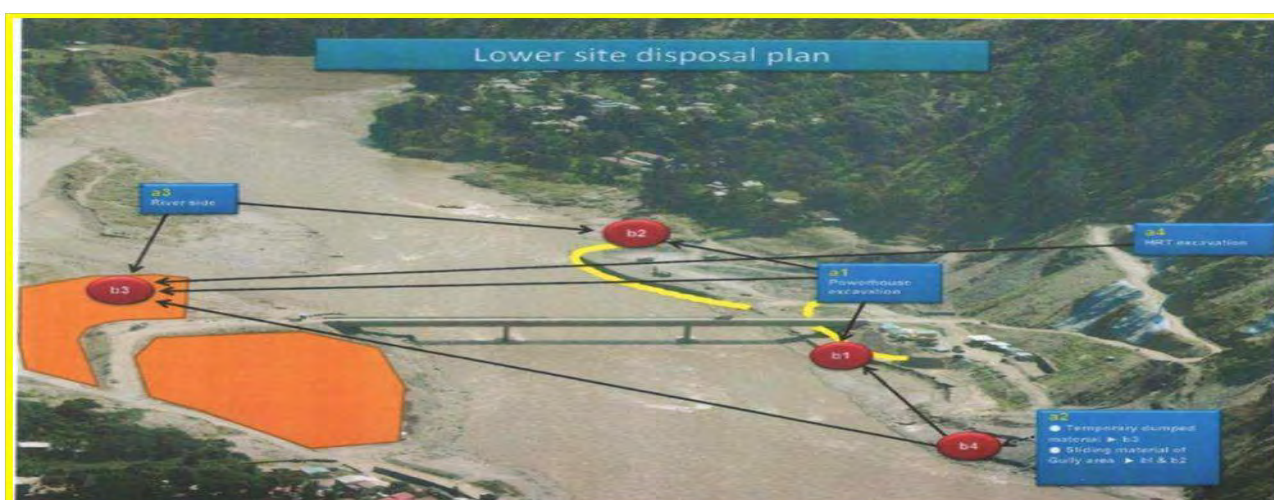 Lower site disposal plan
a3
River side
b2
a4
HRT excavation
a1
Powerhouse
excavation
b3
b1
b4
a2
● Temporary dumped
material ► b3
● Sliding material of
Gully area ► b1 & b2